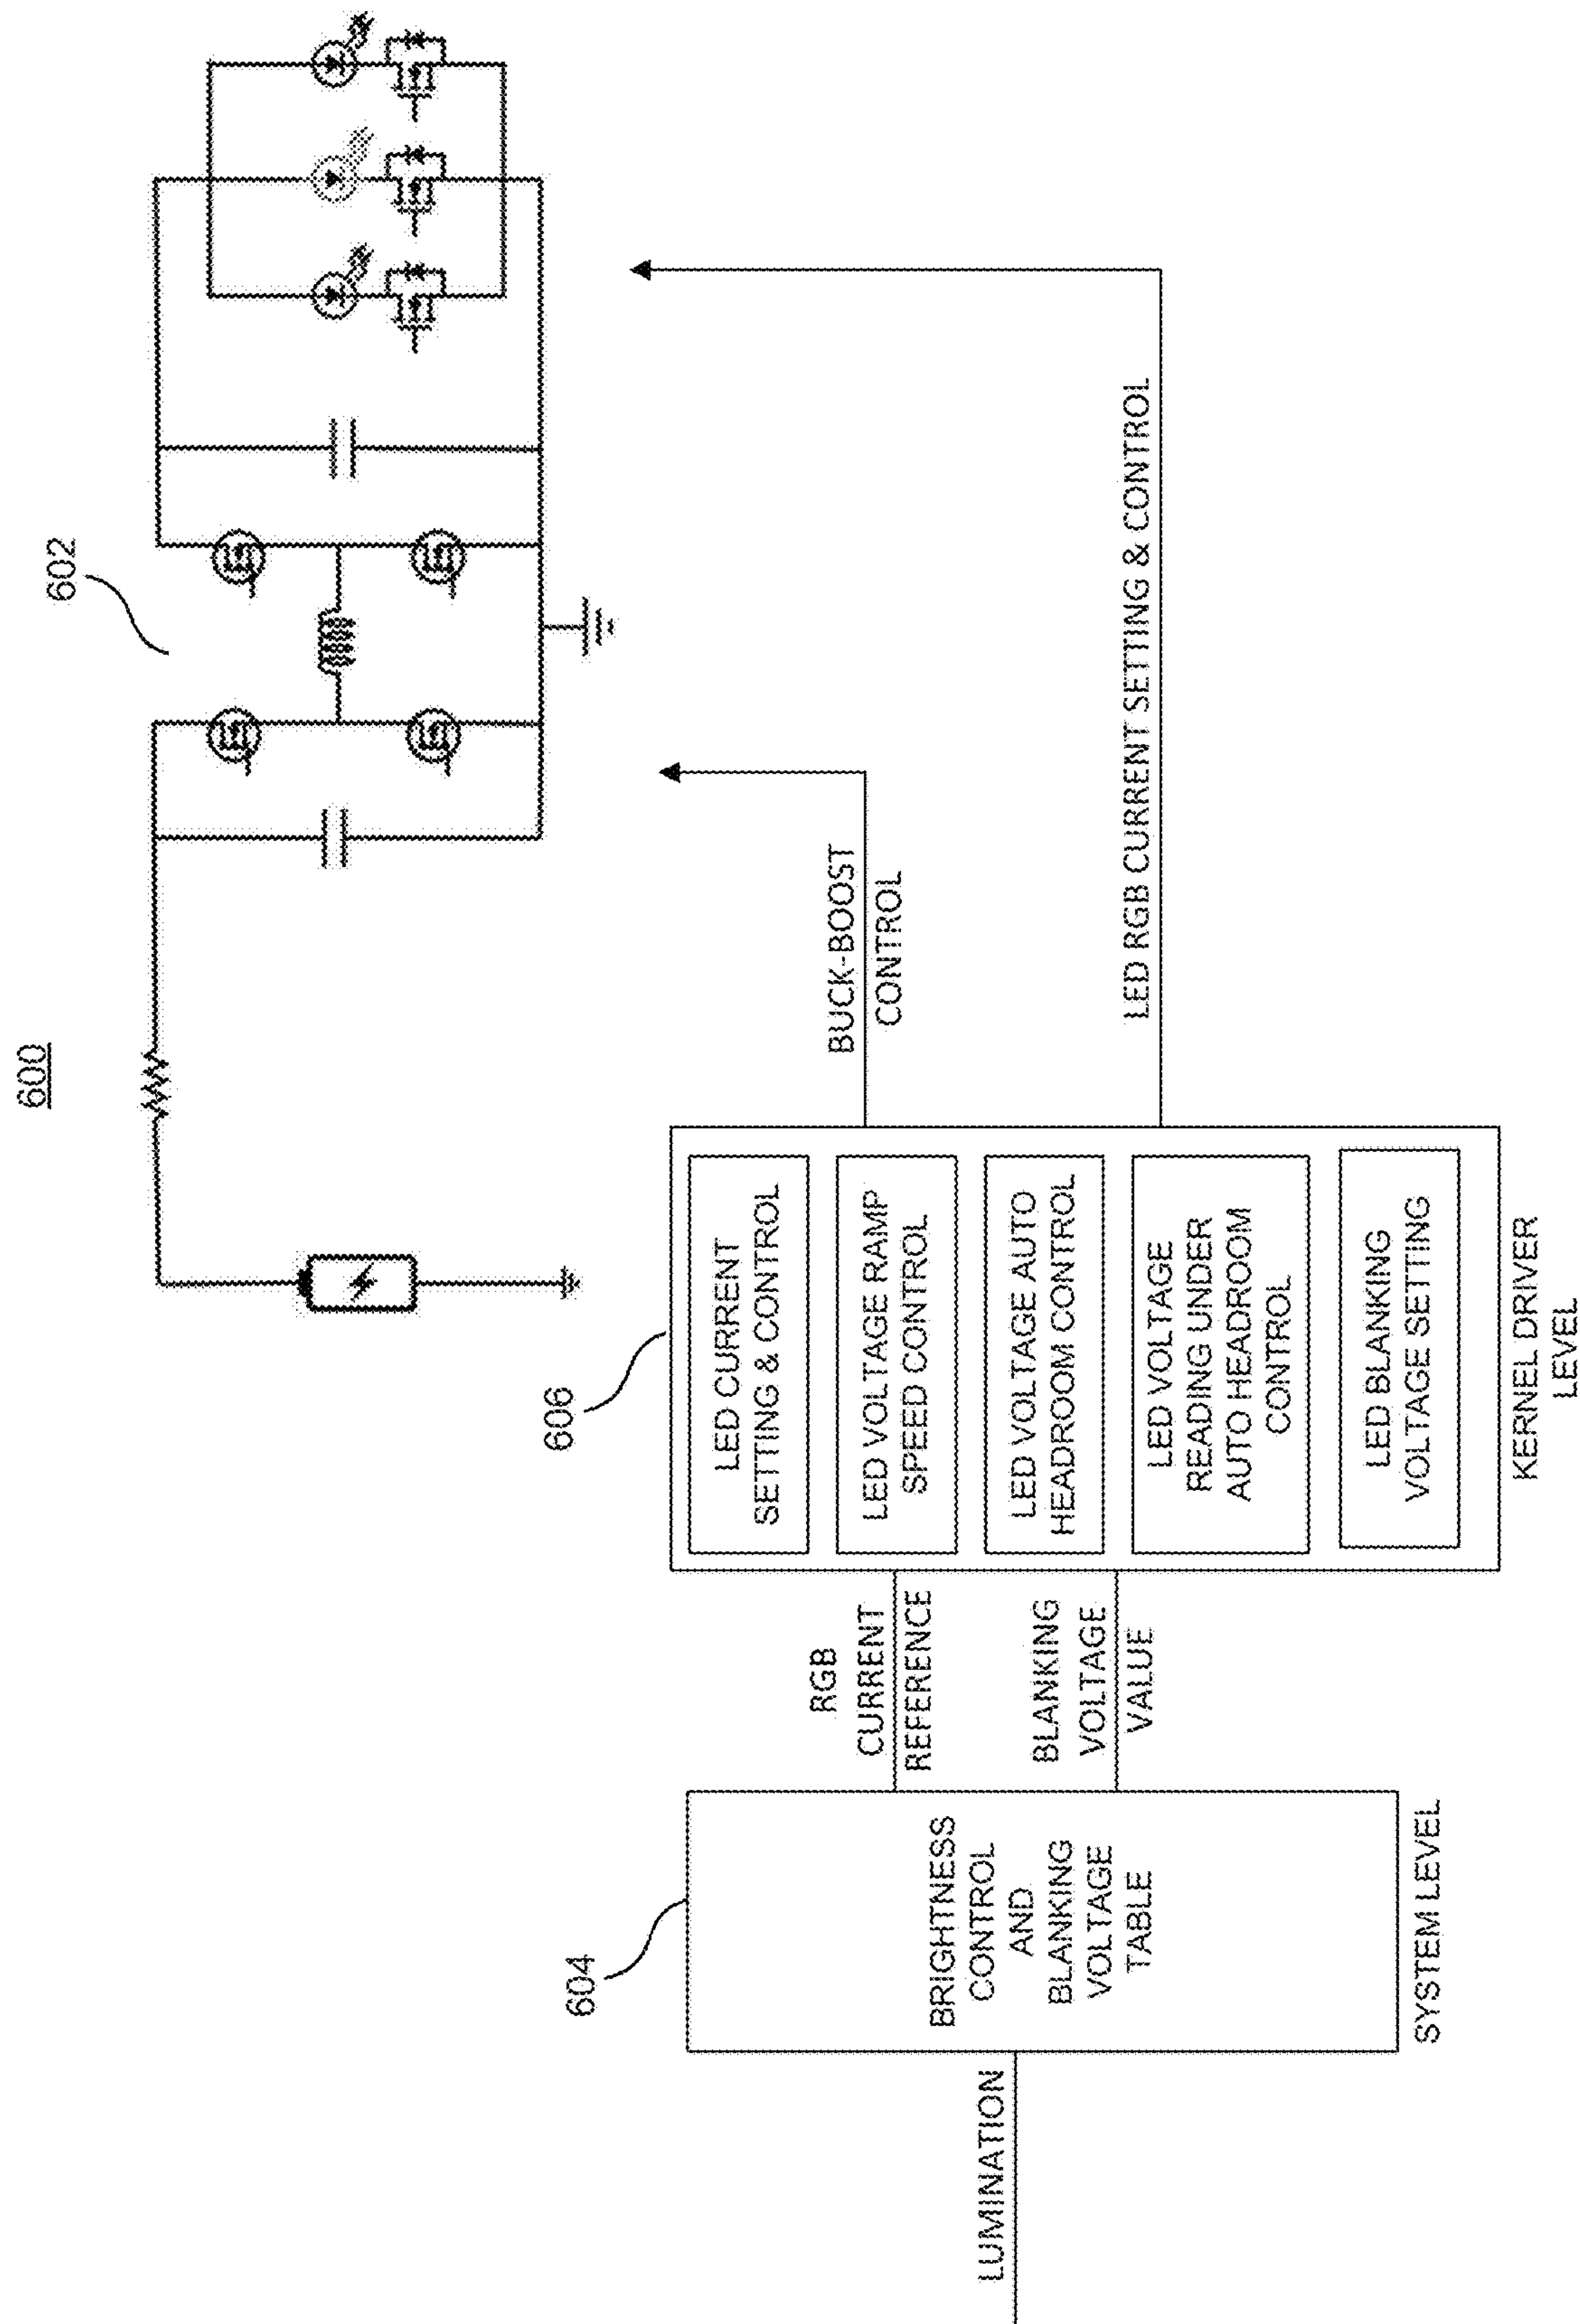 600
602
BUCK-BOOST
CONTROL
LED RGB CURRENT SETTING & CONTROL
606
LED CURRENT
SETTING & CONTROL
LED VOLTAGE RAMP
SPEED CONTROL
LED VOLTAGE AUTO
HEADROOM CONTROL
LED VOLTAGE
READING UNDER
AUTO HEADROOM
CONTROL
LED BLANKING
VOLTAGE SETTING
KERNEL DRIVER
LEVEL
RGB
CURRENT
REFERENCE
BLANKING
VOLTAGE
VALUE
604
BRIGHTNESS
CONTROL
AND
BLANKING
VOLTAGE
TABLE
SYSTEM LEVEL
LUMINATION